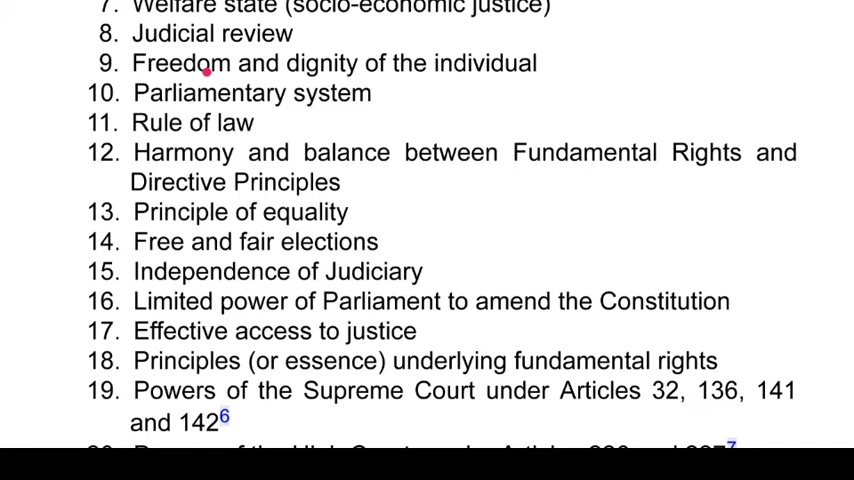 7. Welfare state (socio-economic justice)
8. Judicial review
9. Freedom and dignity of the individual
10. Parliamentary system
11. Rule of law
12. Harmony and balance between Fundamental Rights and
Directive Principles
13. Principle of equality
14. Free and fair elections
15. Independence of Judiciary
16. Limited power of Parliament to amend the Constitution
17. Effective access to justice
18. Principles (or essence) underlying fundamental rights
19. Powers of the Supreme Court under Articles 32, 136, 141
and 142⁶